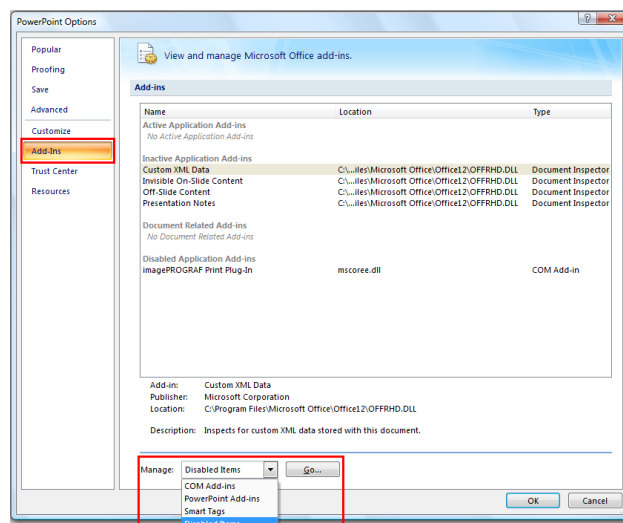 PowerPoint Options
Popular
Proofing
Save
Advanced
Customize
Add-Ins
Trust Center
Resources
View and manage Microsoft Office add-ins.
Add-ins
Name Location Type
Active Application Add-ins
No Active Application Add-ins
Inactive Application Add-ins
Custom XML Data C:\...iles\Microsoft Office\Office12\OFFRHD.DLL Document Inspector
Invisible On-Slide Content C:\...iles\Microsoft Office\Office12\OFFRHD.DLL Document Inspector
Off-Slide Content C:\...iles\Microsoft Office\Office12\OFFRHD.DLL Document Inspector
Presentation Notes C:\...iles\Microsoft Office\Office12\OFFRHD.DLL Document Inspector
Document Related Add-ins
No Document Related Add-ins
Disabled Application Add-ins
imagePROGRAF Print Plug-In mscoree.dll COM Add-in
Add-in: Custom XML Data
Publisher: Microsoft Corporation
Location: C:\Program Files\Microsoft Office\Office12\OFFRHD.DLL
Description: Inspects for custom XML data stored with this document.
Manage: Disabled Items Go...
COM Add-ins
PowerPoint Add-ins
Smart Tags
Disabled Items
OK Cancel